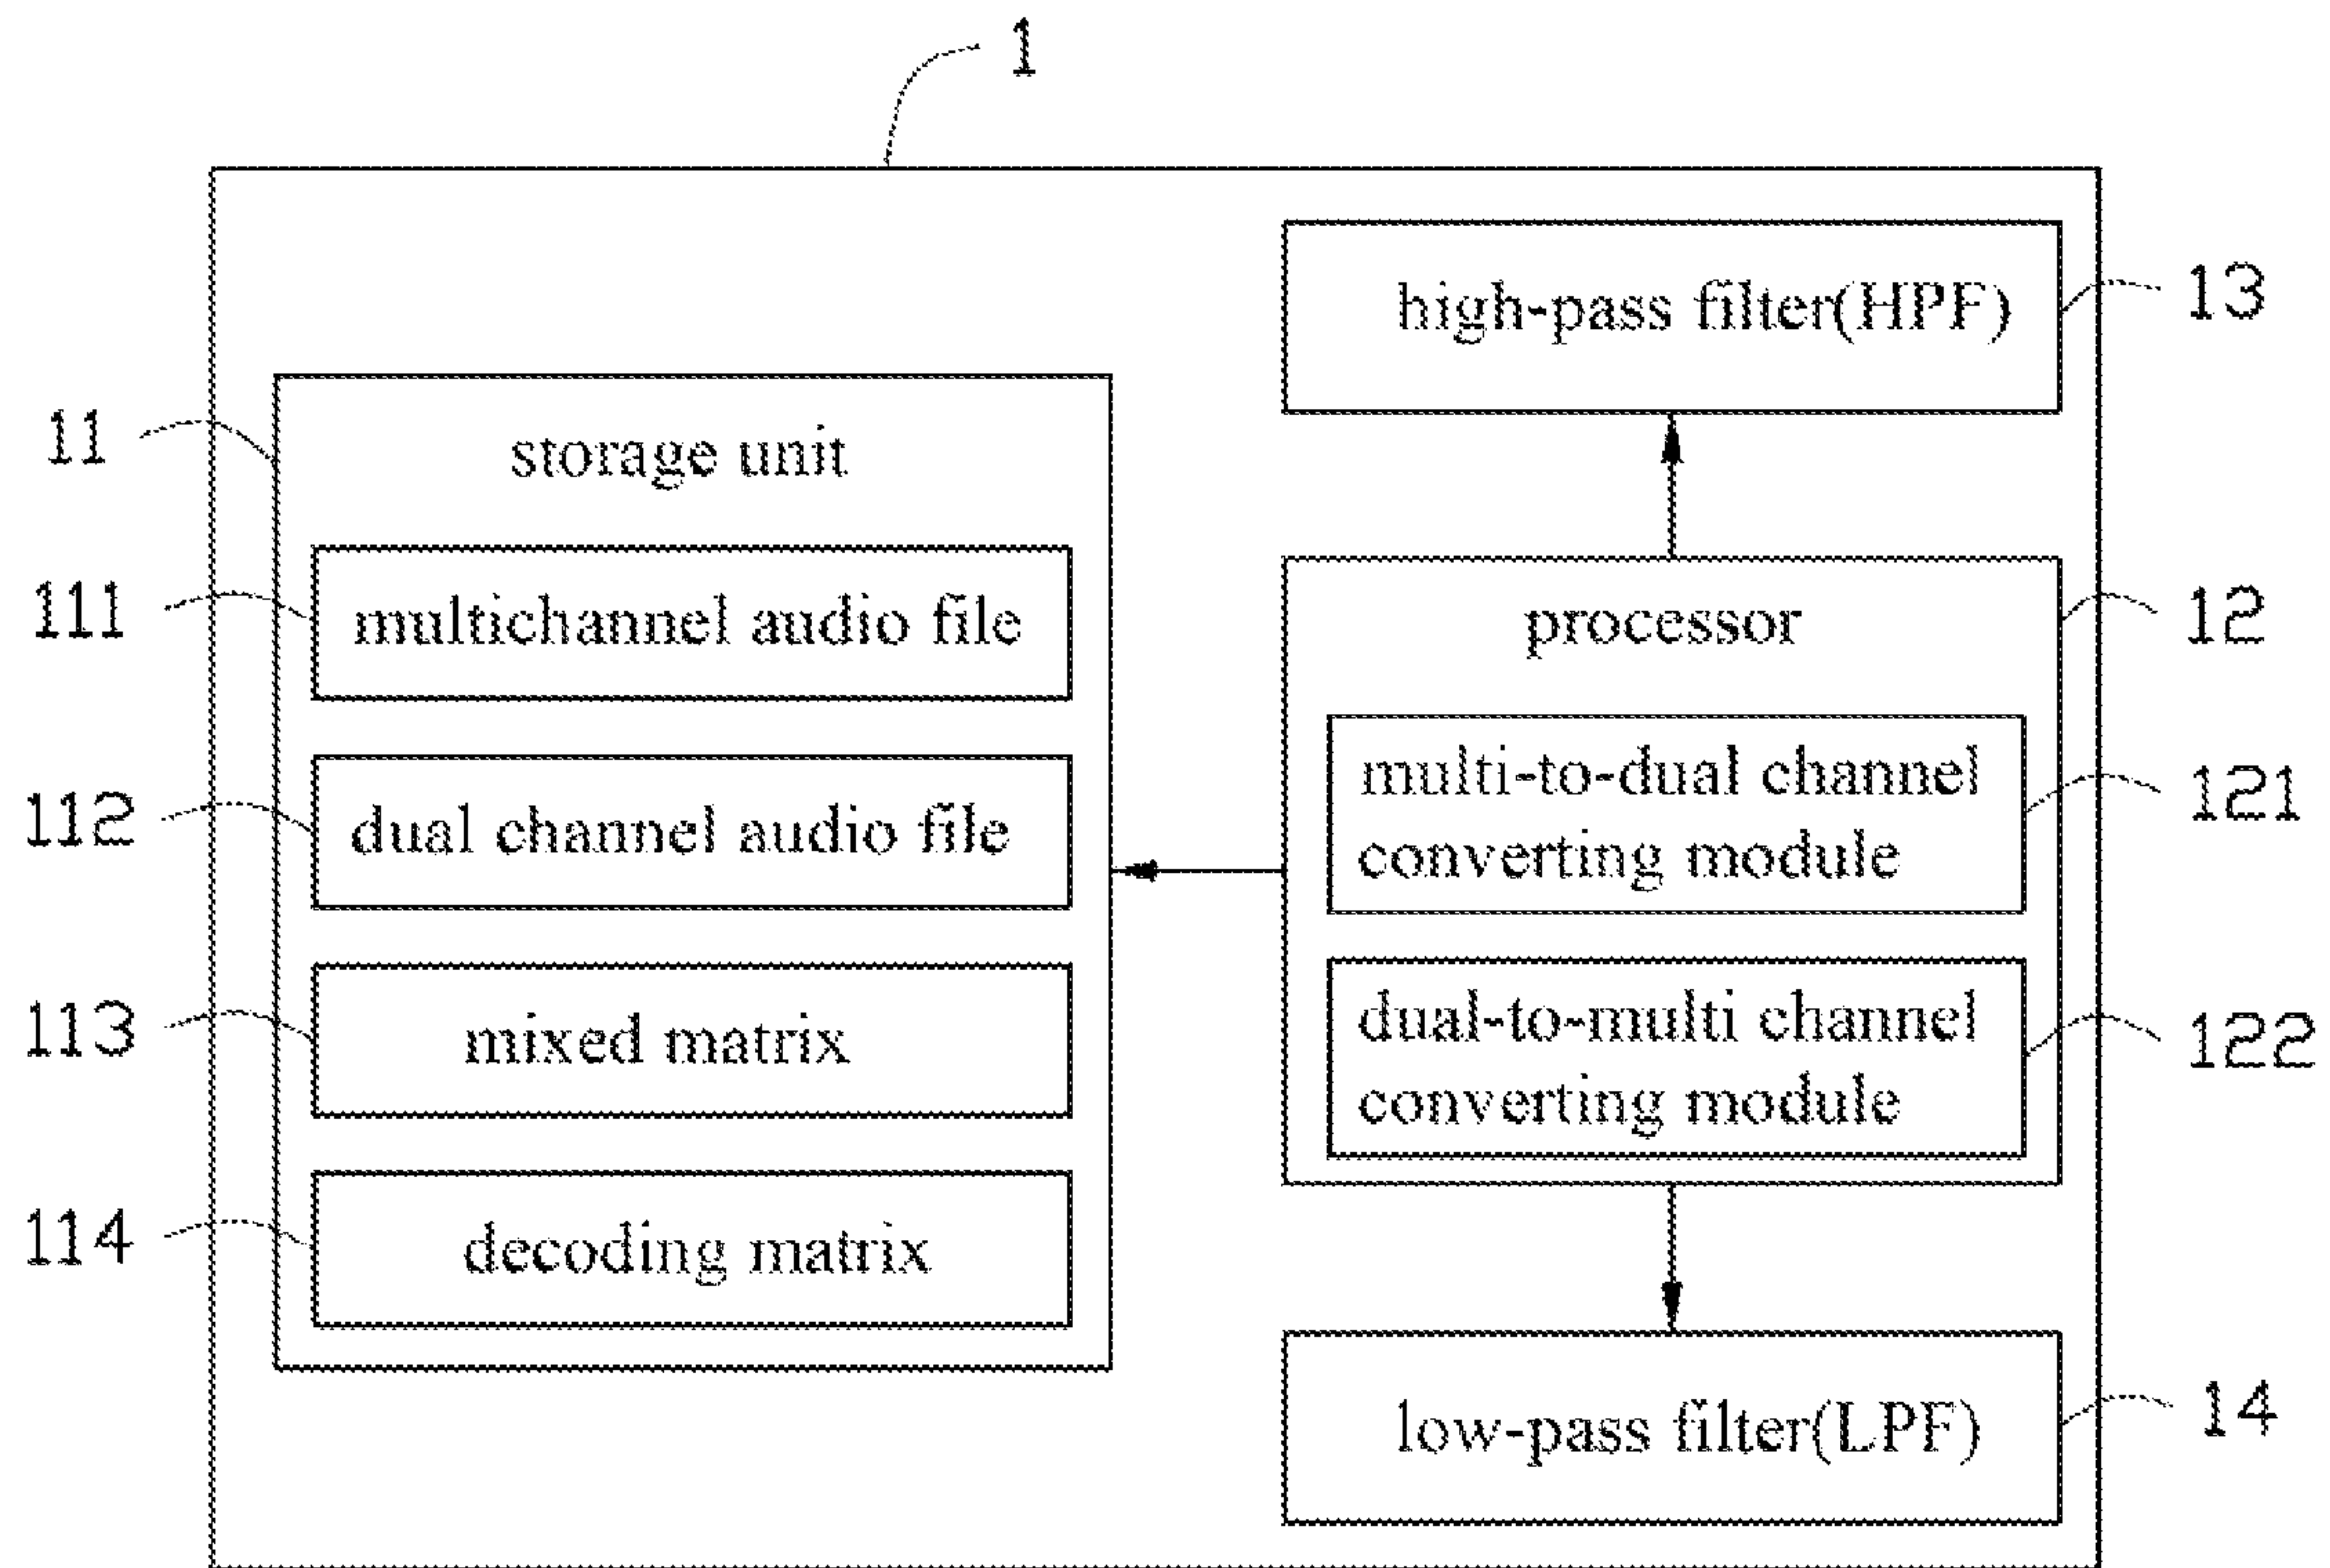 1
high-pass filter(HPF)
13
11
storage unit
111
multichannel audio file
processor
12
112
dual channel audio file
multi-to-dual channel
converting module
121
113
mixed matrix
dual-to-multi channel
converting module
122
114
decoding matrix
low-pass filter(LPF)
14